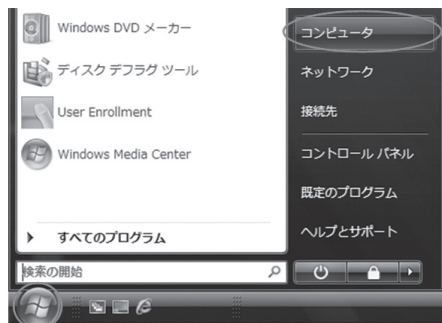 Windows DVD メーカー
ディスク デフラグ ツール
User Enrollment
Windows Media Center
すべてのプログラム
検索の開始
コンピュータ
ネットワーク
接続先
コントロール パネル
既定のプログラム
ヘルプとサポート